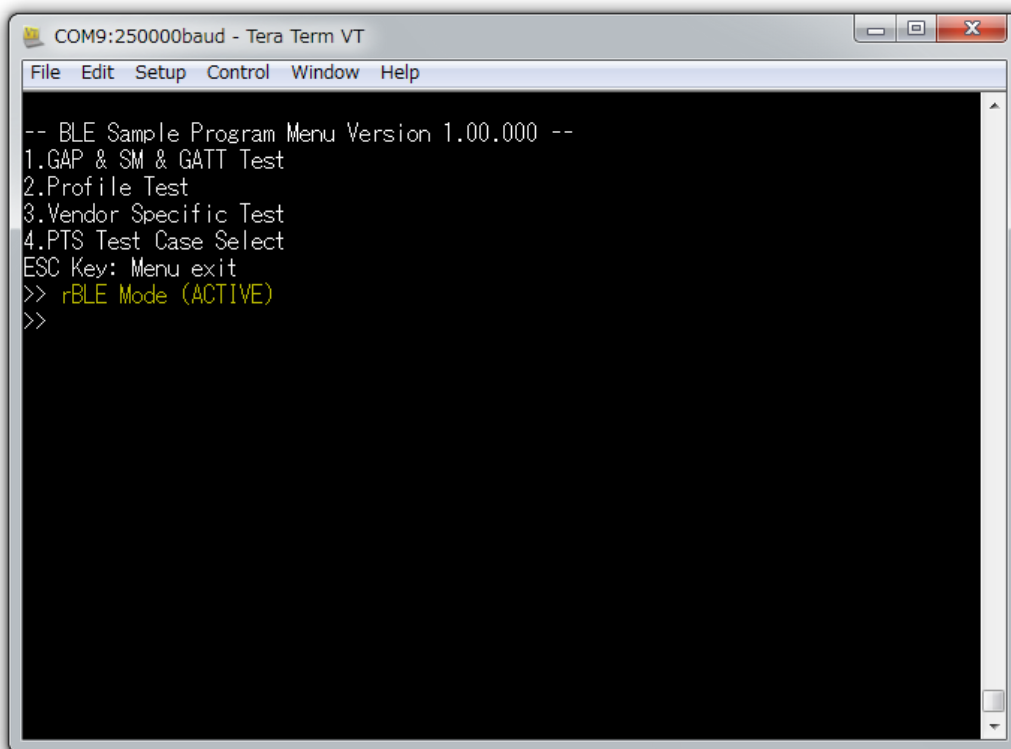 COM9:250000baud - Tera Term VT
File Edit Setup Control Window Help
-- BLE Sample Program Menu Version 1.00.000 --
1.GAP & SM & GATT Test
2.Profile Test
3.Vendor Specific Test
4.PTS Test Case Select
ESC Key: Menu exit
>> rBLE Mode (ACTIVE)
>>